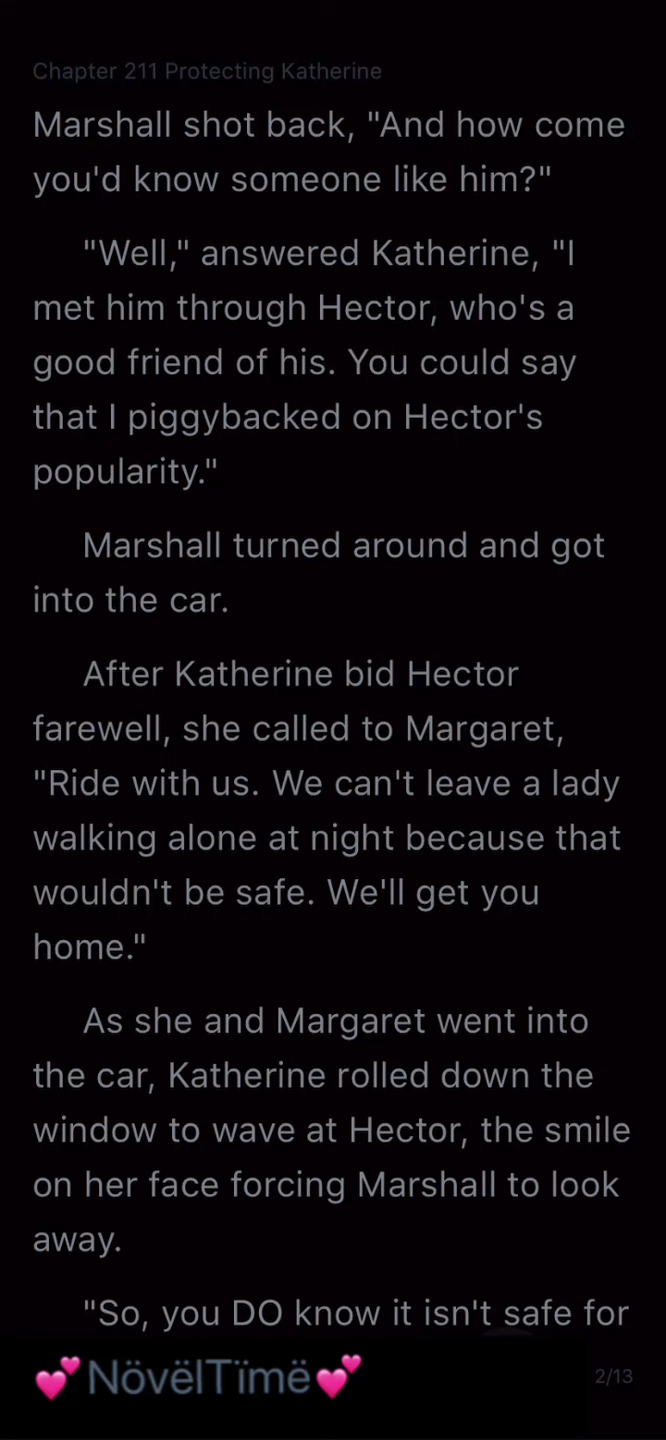 Chapter 211 Protecting Katherine
Marshall shot back, "And how come
you'd know someone like him?"
"Well," answered Katherine, "I
met him through Hector, who's a
good friend of his. You could say
that I piggybacked on Hector's
popularity."
Marshall turned around and got
into the car.
After Katherine bid Hector
farewell, she called to Margaret,
"Ride with us. We can't leave a lady
walking alone at night because that
wouldn't be safe. We'll get you
home."
As she and Margaret went into
the car, Katherine rolled down the
window to wave at Hector, the smile
on her face forcing Marshall to look
away.
"So, you DO know it isn't safe for
💕NövëlTïmë💕
2/13